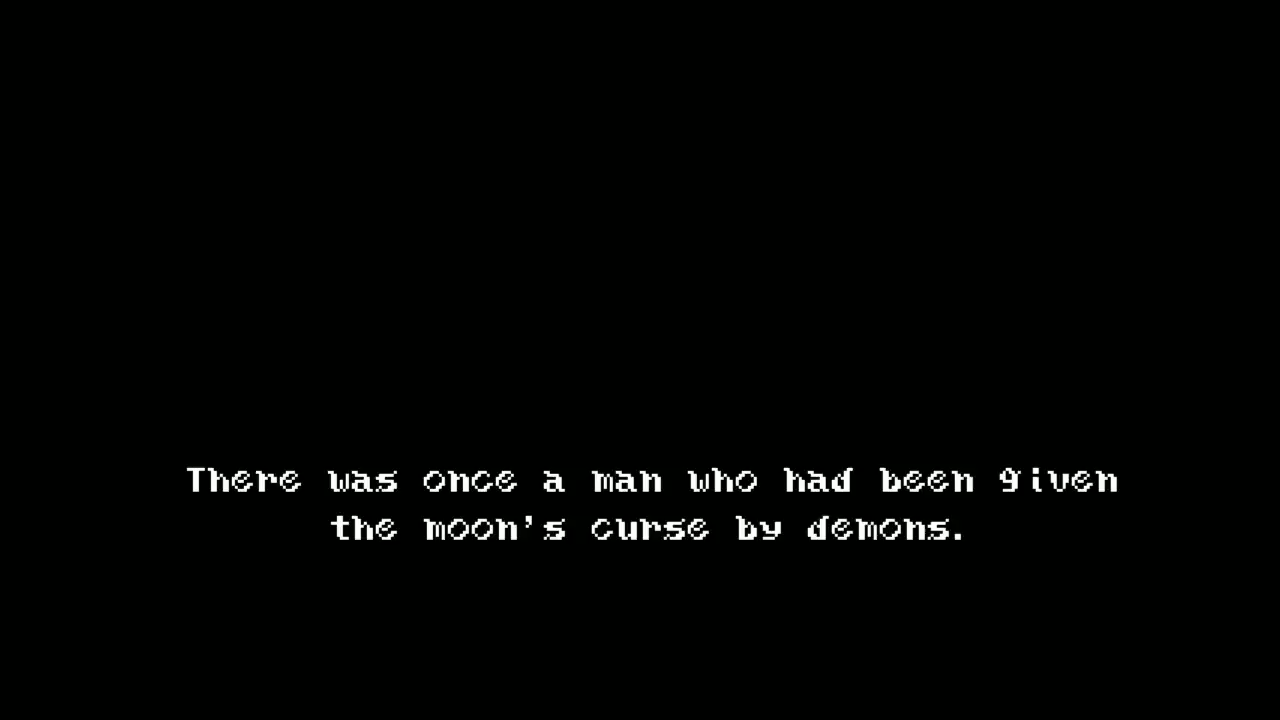 There was once a man who had been given
the moon's curse by demons.